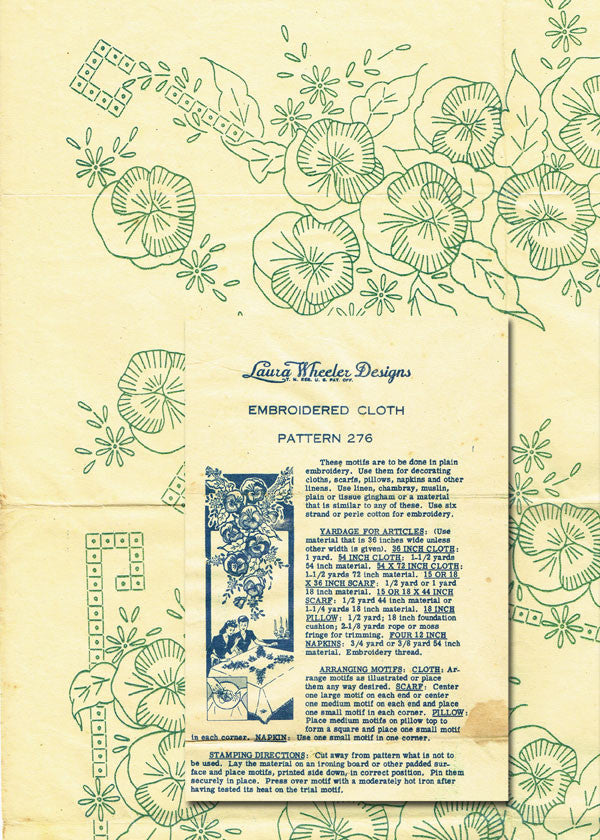 Laura Wheeler Designs
T. M. REG. U. S. PAT. OFF.
EMBROIDERED CLOTH
PATTERN 276
These motifs are to be done in plain
embroidery. Use them for decorating
cloths, scarfs, pillows, napkins and other
linens. Use linen, chambray, muslin,
plain or tissue gingham or a material
that is similar to any of these. Use six
strand or perle cotton for embroidery.
YARDAGE FOR ARTICLES: (Use
material that is 36 inches wide unless
other width is given). 36 INCH CLOTH:
1 yard. 54 INCH CLOTH: 1-1/2 yards
54 inch material. 54 X 72 INCH CLOTH:
1-1/2 yards 72 inch material. 15 OR 18
X 36 INCH SCARF: 1/2 yard or 1 yard
18 inch material. 15 OR 18 X 44 INCH
SCARF: 1/2 yard 44 inch material or
1-1/4 yards 18 inch material. 18 INCH
PILLOW: 1/2 yard; 18 inch foundation
cushion; 2-1/8 yards rope or moss
fringe for trimming. FOUR 12 INCH
NAPKINS: 3/4 yard or 3/8 yard 54 inch
material. Embroidery thread.
ARRANGING MOTIFS: CLOTH: Ar-
range motifs as illustrated or place
them any way desired. SCARF: Center
one large motif on each end or center
one medium motif on each end and place
one small motif in each corner. PILLOW:
Place medium motifs on pillow top to
form a square and place one small motif
in each corner. NAPKIN: Use one small motif in one corner.
STAMPING DIRECTIONS: Cut away from pattern what is not to
be used. Lay the material on an ironing board or other padded sur-
face and place motifs, printed side down, in correct position. Pin them
securely in place. Press over motif with a moderately hot iron after
having tested its heat on the trial motif.